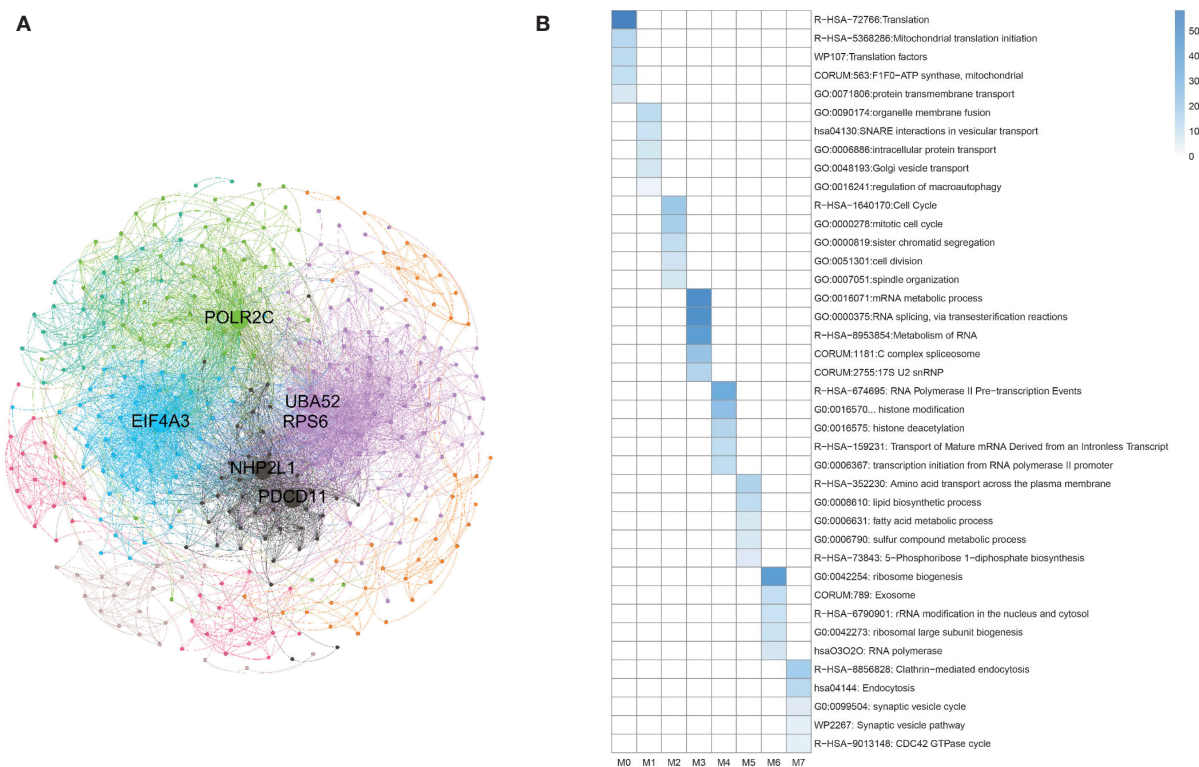 A
B
POLR2C
EIF4A3
UBA52
RPS6
NHP2L1
PDCD11
R-HSA-72766:Translation
R-HSA-5368286:Mitochondrial translation initiation
WP107:Translation factors
CORUM:563:F1F0-ATP synthase, mitochondrial
GO:0071806:protein transmembrane transport
GO:0090174:organelle membrane fusion
hsa04130:SNARE interactions in vesicular transport
GO:0006886:intracellular protein transport
GO:0048193:Golgi vesicle transport
GO:0016241:regulation of macroautophagy
R-HSA-1640170:Cell Cycle
GO:0000278:mitotic cell cycle
GO:0000819:sister chromatid segregation
GO:0051301:cell division
GO:0007051:spindle organization
GO:0016071:mRNA metabolic process
GO:0000375:RNA splicing, via transesterification reactions
R-HSA-8953854:Metabolism of RNA
CORUM:1181:C complex spliceosome
CORUM:2755:17S U2 snRNP
R-HSA-674695: RNA Polymerase II Pre-transcription Events
G0:0016570... histone modification
G0:0016575: histone deacetylation
R-HSA-159231: Transport of Mature mRNA Derived from an Intronless Transcript
G0:0006367: transcription initiation from RNA polymerase II promoter
R-HSA-352230: Amino acid transport across the plasma membrane
G0:0008610: lipid biosynthetic process
G0:0006631: fatty acid metabolic process
G0:0006790: sulfur compound metabolic process
R-HSA-73843: 5-Phosphoribose 1-diphosphate biosynthesis
G0:0042254: ribosome biogenesis
CORUM:789: Exosome
R-HSA-6790901: rRNA modification in the nucleus and cytosol
G0:0042273: ribosomal large subunit biogenesis
hsaO3O2O: RNA polymerase
R-HSA-8856828: Clathrin-mediated endocytosis
hsa04144: Endocytosis
G0:0099504: synaptic vesicle cycle
WP2267: Synaptic vesicle pathway
R-HSA-9013148: CDC42 GTPase cycle
M0 M1 M2 M3 M4 M5 M6 M7
50
40
30
20
10
0